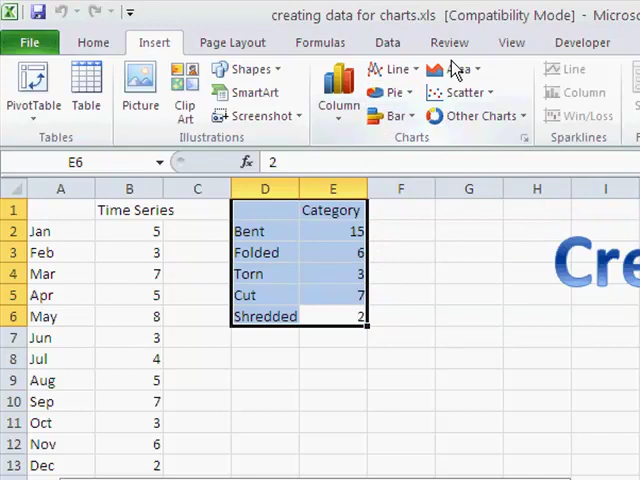 creating data for charts.xls [Compatibility Mode] - Micros
File Home Insert Page Layout Formulas Data Review View Developer
PivotTable Table Picture Clip Art Shapes SmartArt Screenshot Column Line Pie Bar Scatter Other Charts Line Column Win/Loss
Tables Illustrations Charts Sparklines
E6 fx 2
A B C D E F G H I
1 Time Series Category
2 Jan 5 Bent 15
3 Feb 3 Folded 6
4 Mar 7 Torn 3
5 Apr 5 Cut 7
6 May 8 Shredded 2
7 Jun 3
8 Jul 4
9 Aug 5
10 Sep 7
11 Oct 3
12 Nov 6
13 Dec 2
Cre